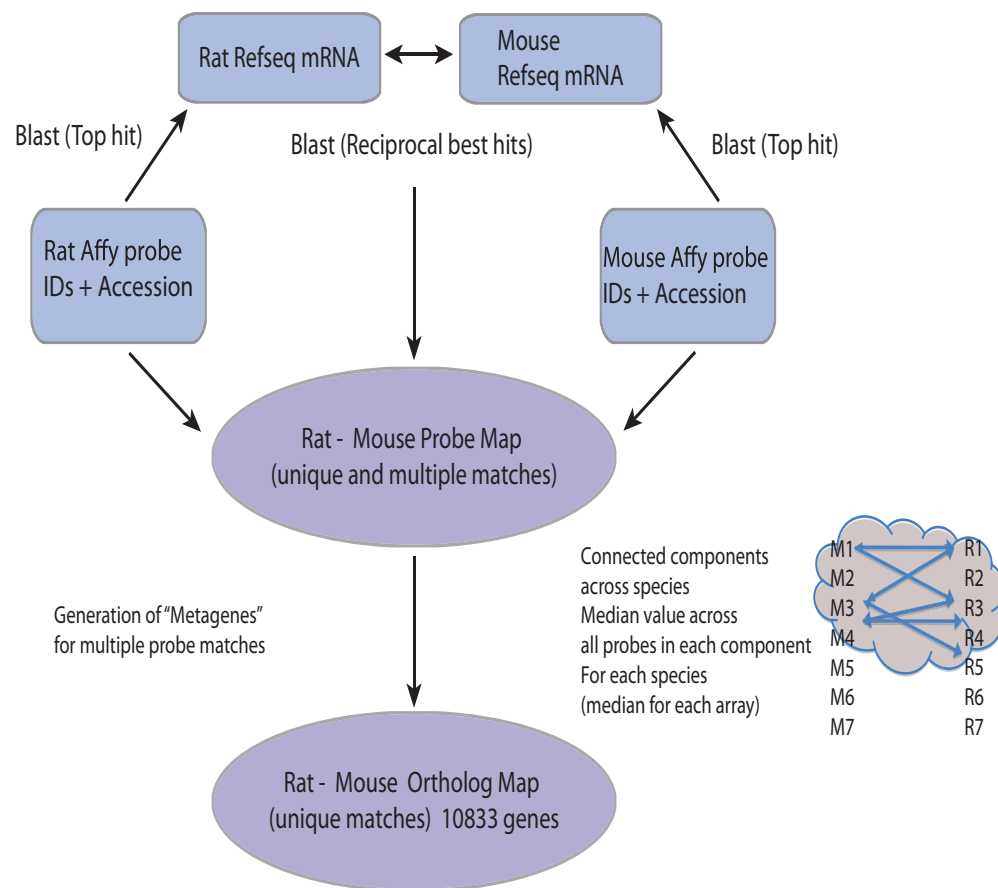 Rat Refseq mRNA
Mouse
Refseq mRNA
Blast (Top hit)
Blast (Reciprocal best hits)
Blast (Top hit)
Rat Affy probe
IDs + Accession
Mouse Affy probe
IDs + Accession
Rat - Mouse Probe Map
(unique and multiple matches)
Generation of “Metagenes”
for multiple probe matches
Connected components
across species
Median value across
all probes in each component
For each species
(median for each array)
M1 R1
M2 R2
M3 R3
M4 R4
M5 R5
M6 R6
M7 R7
Rat - Mouse Ortholog Map
(unique matches) 10833 genes